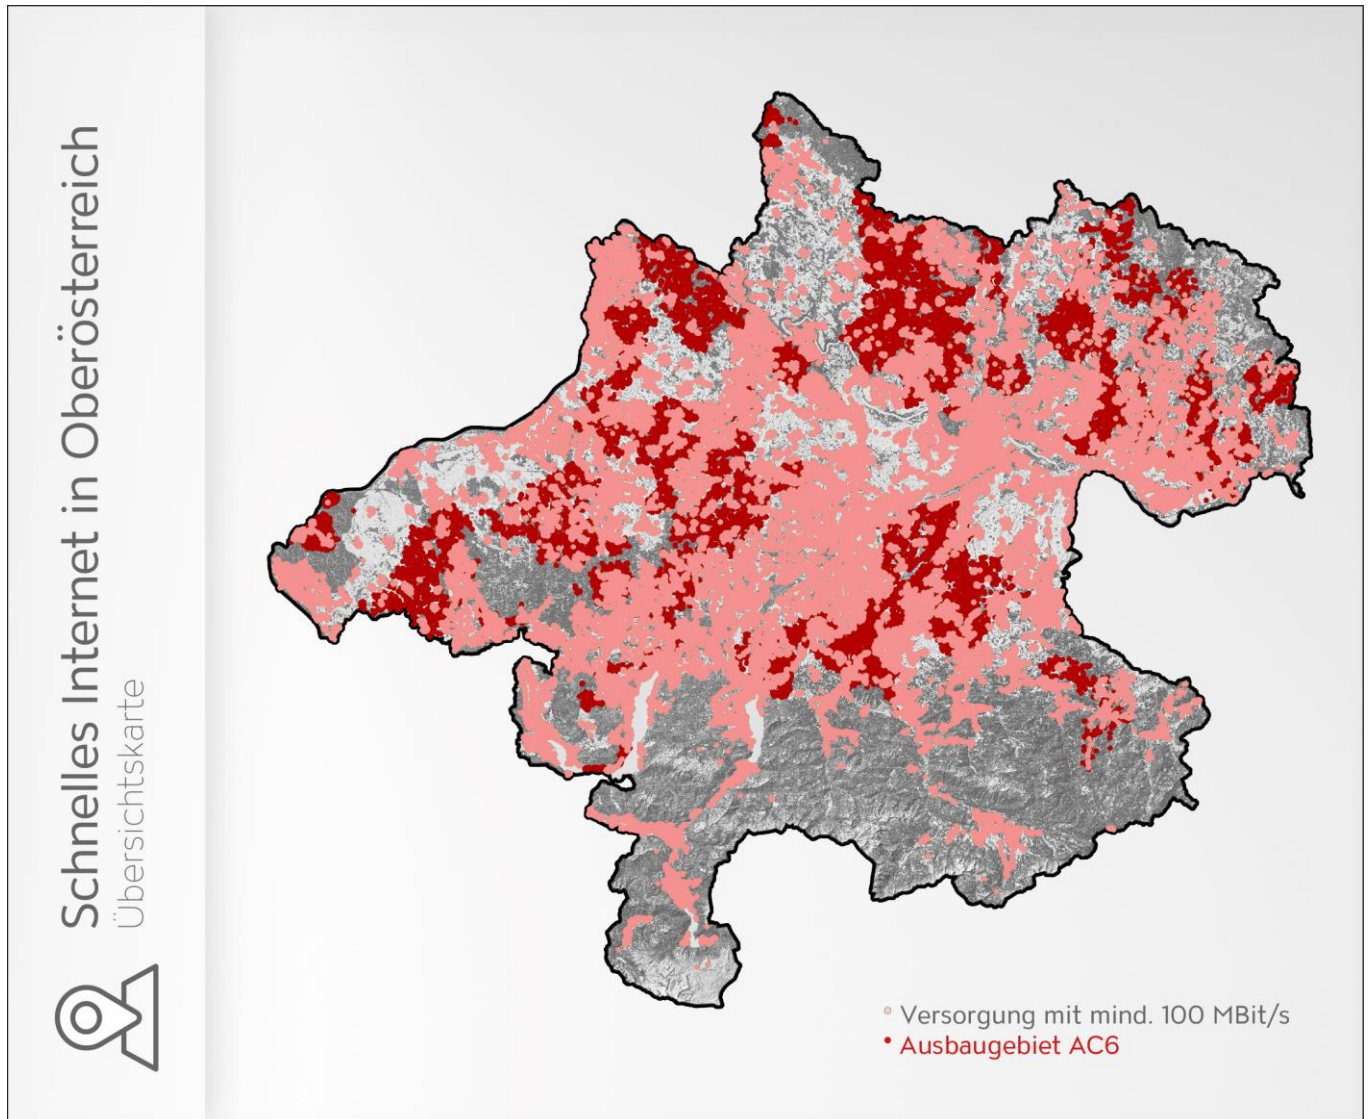 Schnelles Internet in Oberösterreich
Übersichtskarte
Versorgung mit mind. 100 MBit/s
Ausbaugebiet AC6